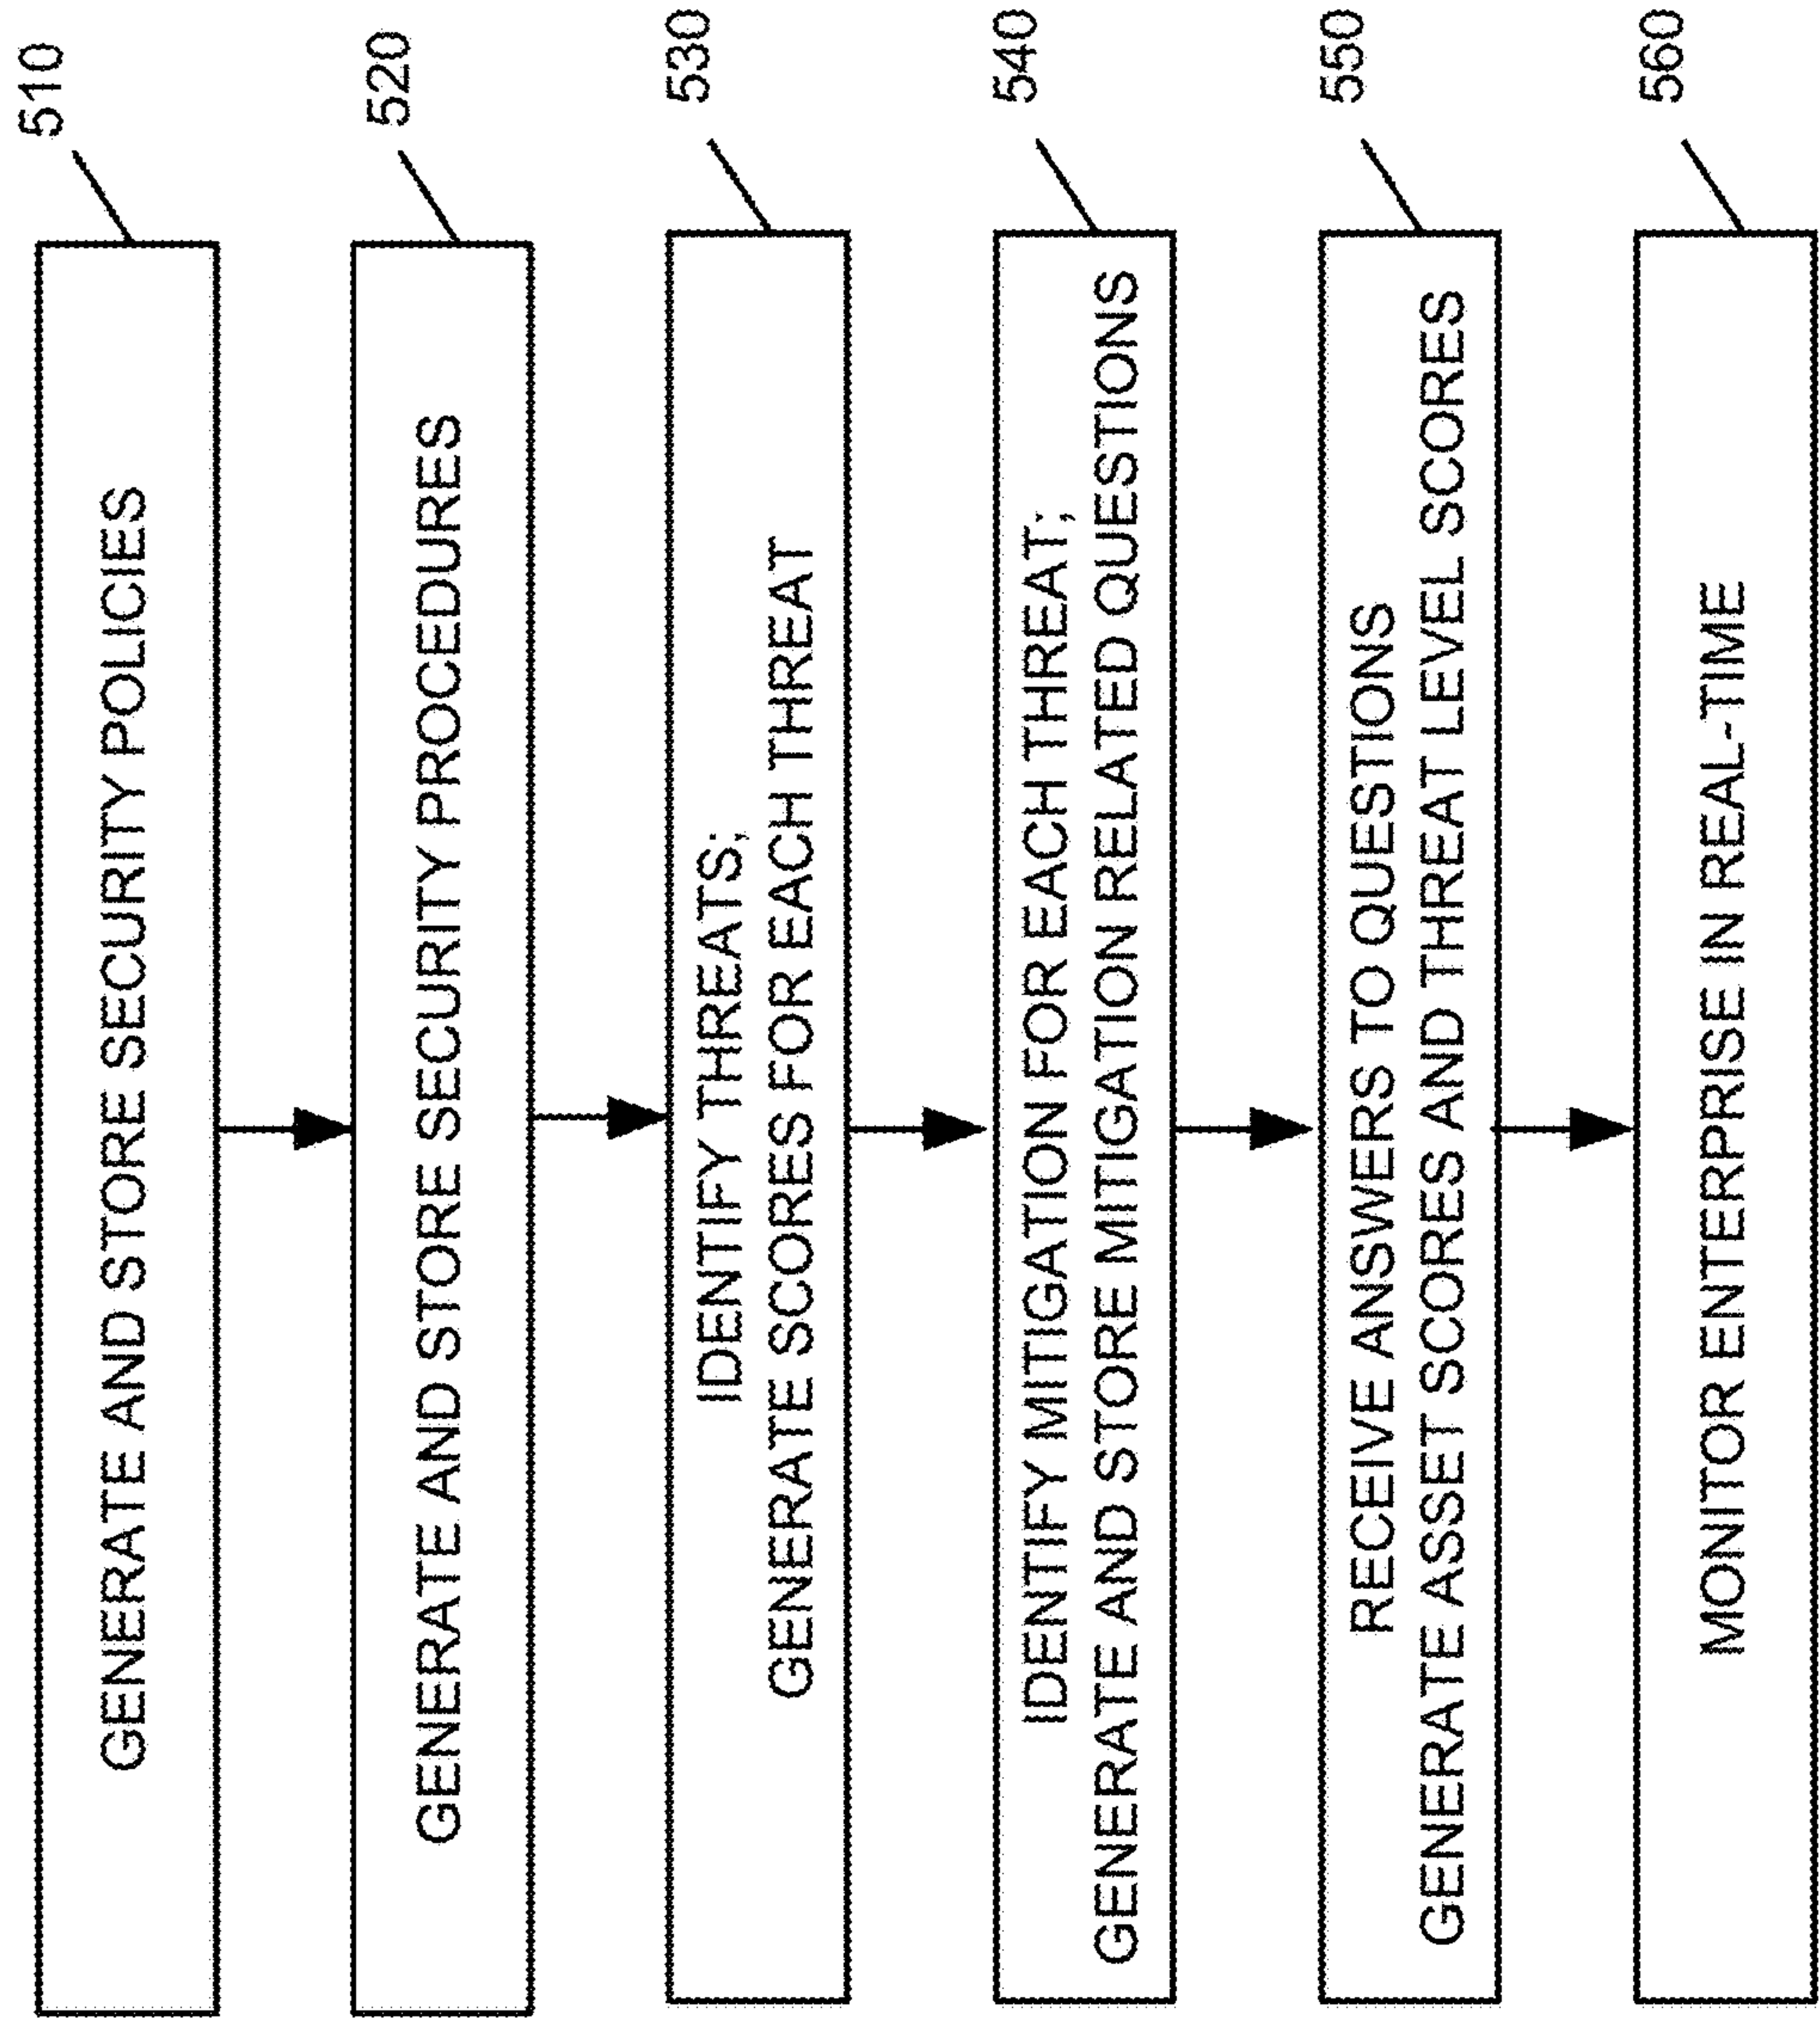 510
GENERATE AND STORE SECURITY POLICIES
520
GENERATE AND STORE SECURITY PROCEDURES
530
IDENTIFY THREATS;
GENERATE SCORES FOR EACH THREAT
540
IDENTIFY MITIGATION FOR EACH THREAT;
GENERATE AND STORE MITIGATION RELATED QUESTIONS
550
RECEIVE ANSWERS TO QUESTIONS
GENERATE ASSET SCORES AND THREAT LEVEL SCORES
560
MONITOR ENTERPRISE IN REAL-TIME